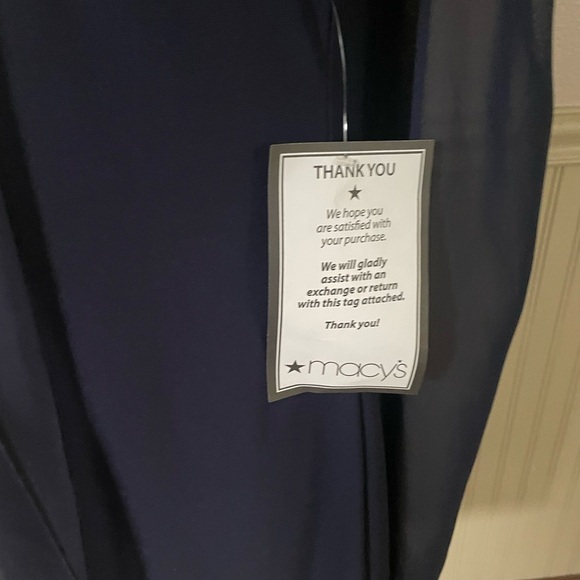 THANK YOU
We hope you
are satisfied with
your purchase.
We will gladly
assist with an
exchange or return
with this tag attached.
Thank you!
macy's